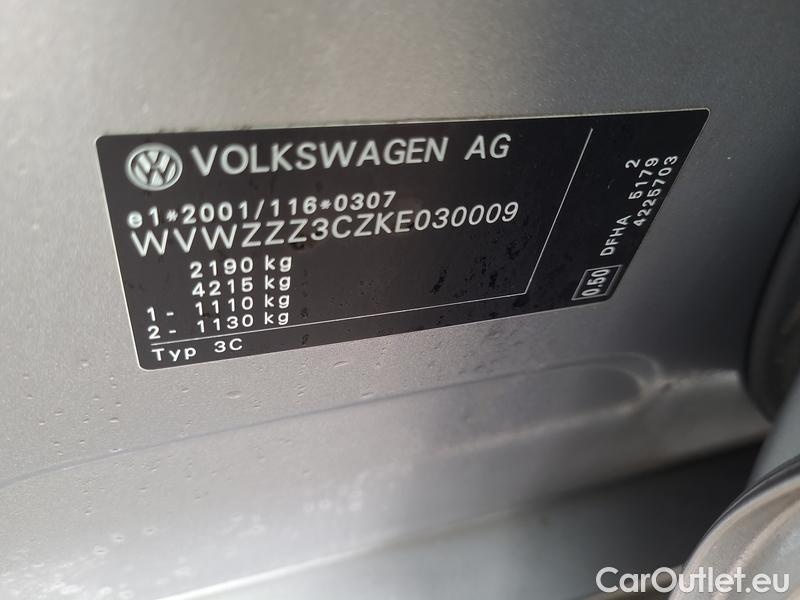 VOLKSWAGEN AG
e1*2001/116*0307
WVWZZZ3CZKE030009
2190 kg
4215 kg
1 - 1110 kg
2 - 1130 kg
Typ 3C
0.50
DFHA 5179 2
4225703
CarOutlet.eu